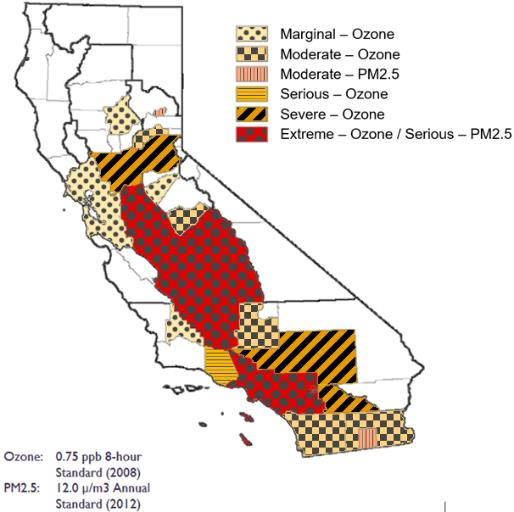 Marginal – Ozone
Moderate – Ozone
Moderate – PM2.5
Serious – Ozone
Severe – Ozone
Extreme – Ozone / Serious – PM2.5
Ozone: 0.75 ppb 8-hour
Standard (2008)
PM2.5: 12.0 µ/m3 Annual
Standard (2012)